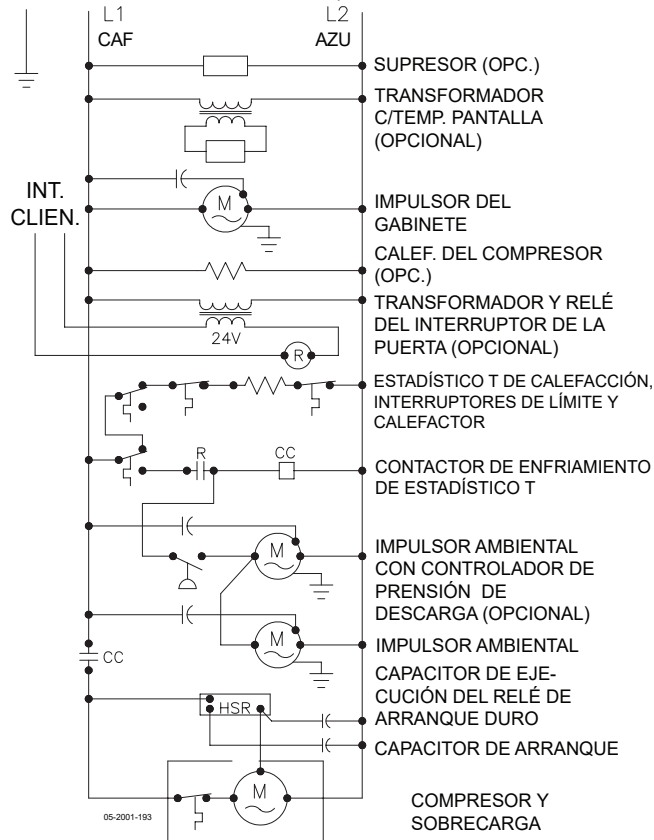 L1
L2
CAF
AZU
SUPRESOR (OPC.)
TRANSFORMADOR
C/TEMP. PANTALLA
(OPCIONAL)
INT.
CLIEN.
M
IMPULSOR DEL
GABINETE
CALEF. DEL COMPRESOR
(OPC.)
TRANSFORMADOR Y RELÉ
DEL INTERRUPTOR DE LA
PUERTA (OPCIONAL)
24V
R
ESTADÍSTICO T DE CALEFACCIÓN,
INTERRUPTORES DE LÍMITE Y
CALEFACTOR
R
CC
CONTACTOR DE ENFRIAMIENTO
DE ESTADÍSTICO T
M
IMPULSOR AMBIENTAL
CON CONTROLADOR DE
PRENSIÓN DE
DESCARGA (OPCIONAL)
M
IMPULSOR AMBIENTAL
CC
CAPACITOR DE EJE-
CUCIÓN DEL RELÉ DE
ARRANQUE DURO
HSR
CAPACITOR DE ARRANQUE
M
COMPRESOR Y
SOBRECARGA
05-2001-193